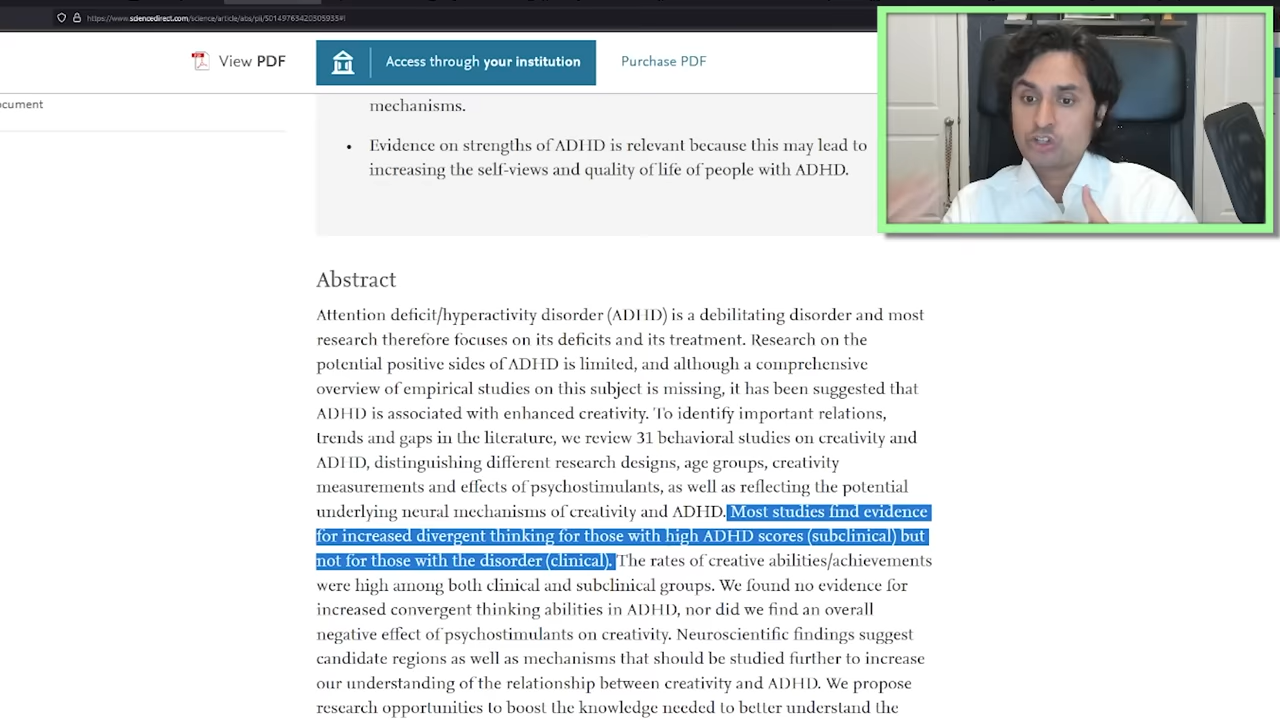 https://www.sciencedirect.com/science/article/abs/pii/S0149763420305935#!
View PDF
Access through your institution
Purchase PDF
ocument
mechanisms.
• Evidence on strengths of ADHD is relevant because this may lead to
increasing the self-views and quality of life of people with ADHD.
Abstract
Attention deficit/hyperactivity disorder (ADHD) is a debilitating disorder and most
research therefore focuses on its deficits and its treatment. Research on the
potential positive sides of ADHD is limited, and although a comprehensive
overview of empirical studies on this subject is missing, it has been suggested that
ADHD is associated with enhanced creativity. To identify important relations,
trends and gaps in the literature, we review 31 behavioral studies on creativity and
ADHD, distinguishing different research designs, age groups, creativity
measurements and effects of psychostimulants, as well as reflecting the potential
underlying neural mechanisms of creativity and ADHD. Most studies find evidence
for increased divergent thinking for those with high ADHD scores (subclinical) but
not for those with the disorder (clinical). The rates of creative abilities/achievements
were high among both clinical and subclinical groups. We found no evidence for
increased convergent thinking abilities in ADHD, nor did we find an overall
negative effect of psychostimulants on creativity. Neuroscientific findings suggest
candidate regions as well as mechanisms that should be studied further to increase
our understanding of the relationship between creativity and ADHD. We propose
research opportunities to boost the knowledge needed to better understand the